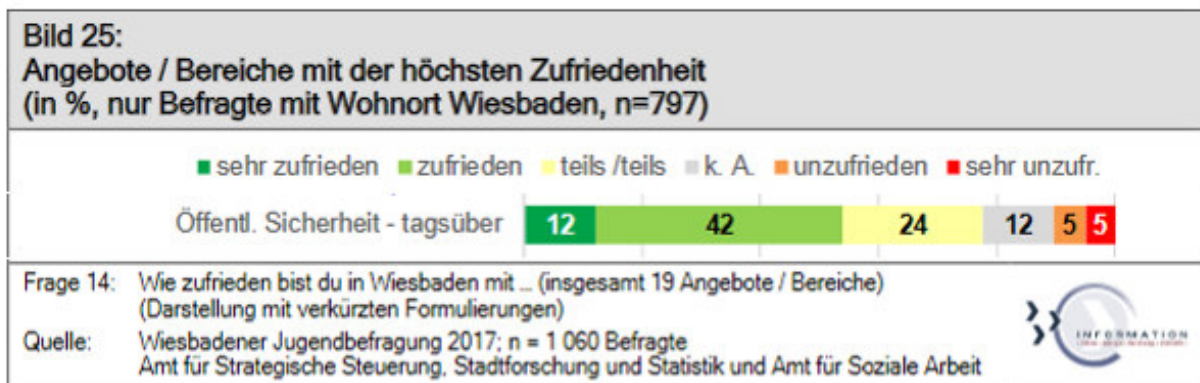 Bild 25:
Angebote / Bereiche mit der höchsten Zufriedenheit
(in %, nur Befragte mit Wohnort Wiesbaden, n=797)
sehr zufrieden zufrieden teils /teils k. A. unzufrieden sehr unzufr.
Öffentl. Sicherheit - tagsüber 12 42 24 12 5 5
Frage 14: Wie zufrieden bist du in Wiesbaden mit ... (insgesamt 19 Angebote / Bereiche)
(Darstellung mit verkürzten Formulierungen)
Quelle: Wiesbadener Jugendbefragung 2017; n = 1 060 Befragte
Amt für Strategische Steuerung, Stadtforschung und Statistik und Amt für Soziale Arbeit
INFORMATION